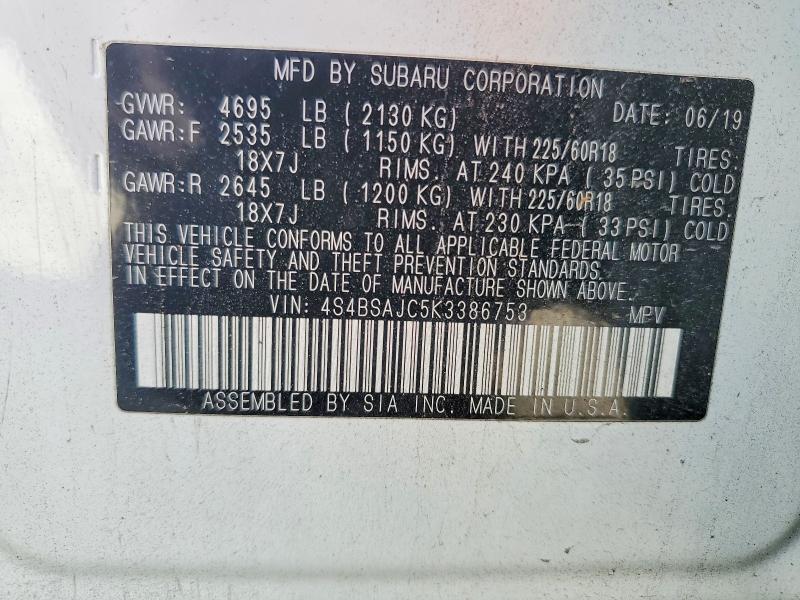 MFD BY SUBARU CORPORATION
GVWR: 4695 LB ( 2130 KG) DATE: 06/19
GAWR:F 2535 LB ( 1150 KG) WITH 225/60R18 TIRES.
18X7J RIMS. AT 240 KPA ( 35 PSI) COLD
GAWR:R 2645 LB ( 1200 KG) WITH 225/60R18 TIRES.
18X7J RIMS. AT 230 KPA ( 33 PSI) COLD
THIS VEHICLE CONFORMS TO ALL APPLICABLE FEDERAL MOTOR
VEHICLE SAFETY AND THEFT PREVENTION STANDARDS
IN EFFECT ON THE DATE OF MANUFACTURE SHOWN ABOVE.
VIN: 4S4BSAJC5K3386753 MPV
ASSEMBLED BY SIA INC. MADE IN U.S.A.